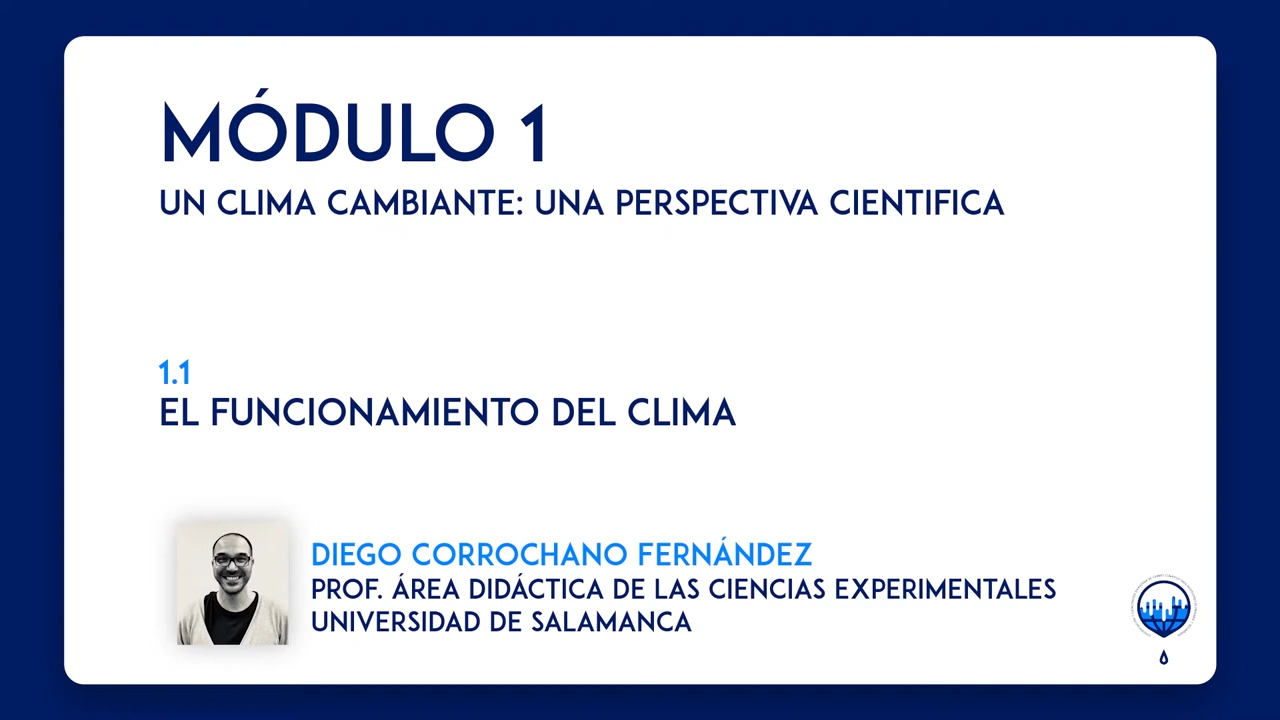 MÓDULO 1
UN CLIMA CAMBIANTE: UNA PERSPECTIVA CIENTIFICA
1.1
EL FUNCIONAMIENTO DEL CLIMA
DIEGO CORROCHANO FERNÁNDEZ
PROF. ÁREA DIDÁCTICA DE LAS CIENCIAS EXPERIMENTALES
UNIVERSIDAD DE SALAMANCA